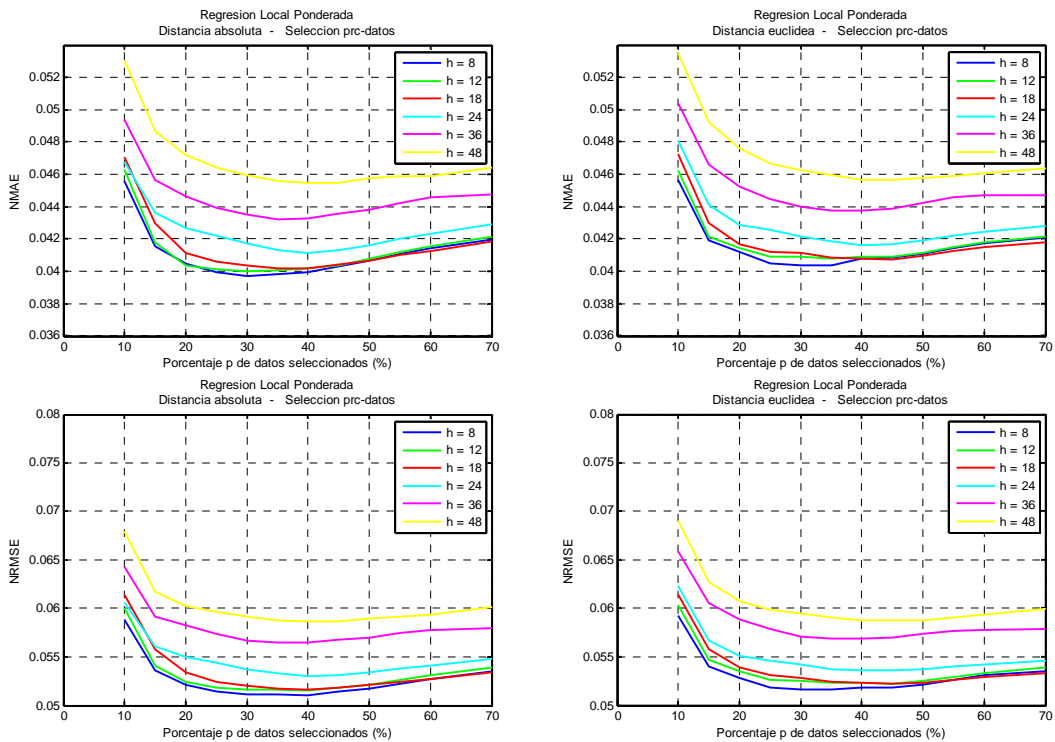 Regresion Local Ponderada
Distancia absoluta - Seleccion prc-datos
0.052
0.05
0.048
0.046
0.044
0.042
0.04
0.038
0.036
NMAE
h = 8
h = 12
h = 18
h = 24
h = 36
h = 48
0 10 20 30 40 50 60 70
Porcentaje p de datos seleccionados (%)
Regresion Local Ponderada
Distancia euclidea - Seleccion prc-datos
0.052
0.05
0.048
0.046
0.044
0.042
0.04
0.038
0.036
NMAE
h = 8
h = 12
h = 18
h = 24
h = 36
h = 48
0 10 20 30 40 50 60 70
Porcentaje p de datos seleccionados (%)
Regresion Local Ponderada
Distancia absoluta - Seleccion prc-datos
0.08
0.075
0.07
0.065
0.06
0.055
0.05
NRMSE
h = 8
h = 12
h = 18
h = 24
h = 36
h = 48
0 10 20 30 40 50 60 70
Porcentaje p de datos seleccionados (%)
Regresion Local Ponderada
Distancia euclidea - Seleccion prc-datos
0.08
0.075
0.07
0.065
0.06
0.055
0.05
NRMSE
h = 8
h = 12
h = 18
h = 24
h = 36
h = 48
0 10 20 30 40 50 60 70
Porcentaje p de datos seleccionados (%)